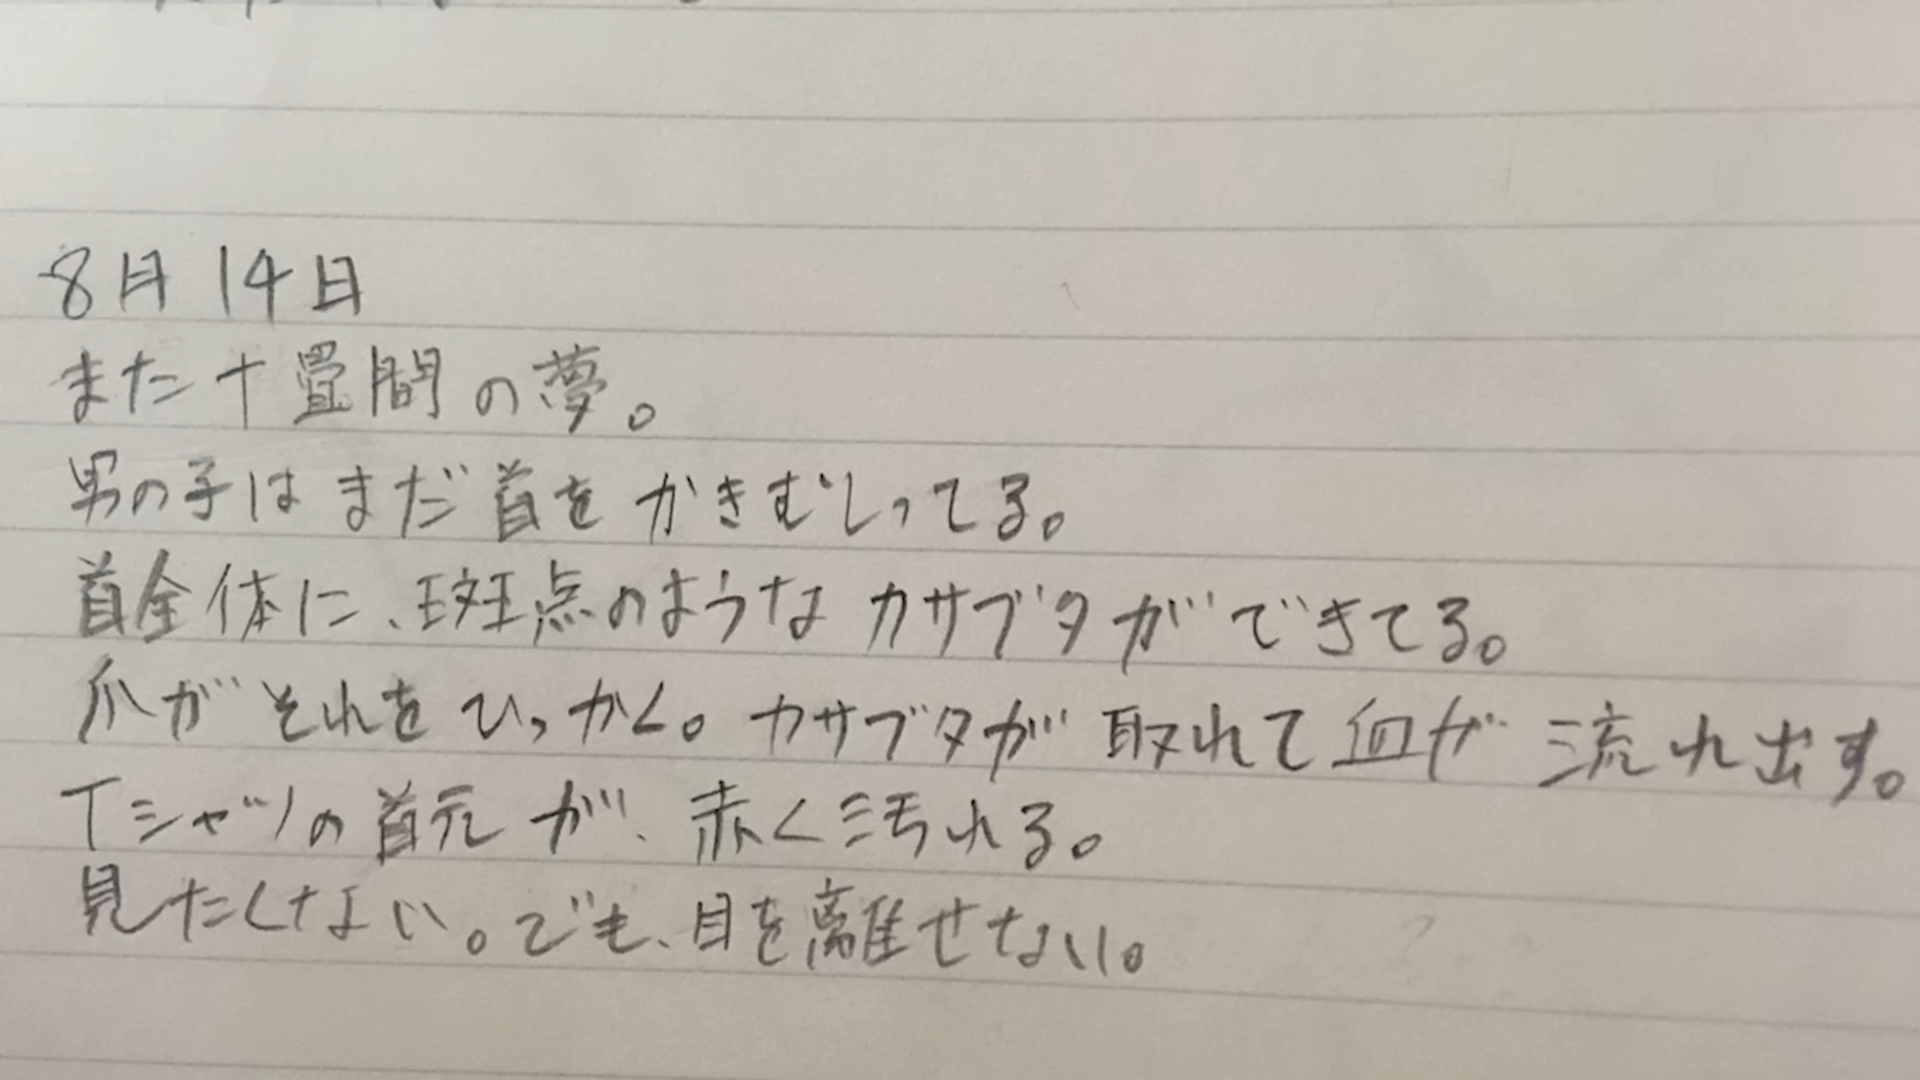 8月14日
また十畳間の夢。
男の子はまだ首をかきむしってる。
首全体に、斑点のようなカサブタができてる。
爪がそれをひっかく。カサブタが取れて血が流れ出す。
Tシャツの首元が、赤く汚れる。
見たくない。でも、目を離せない。